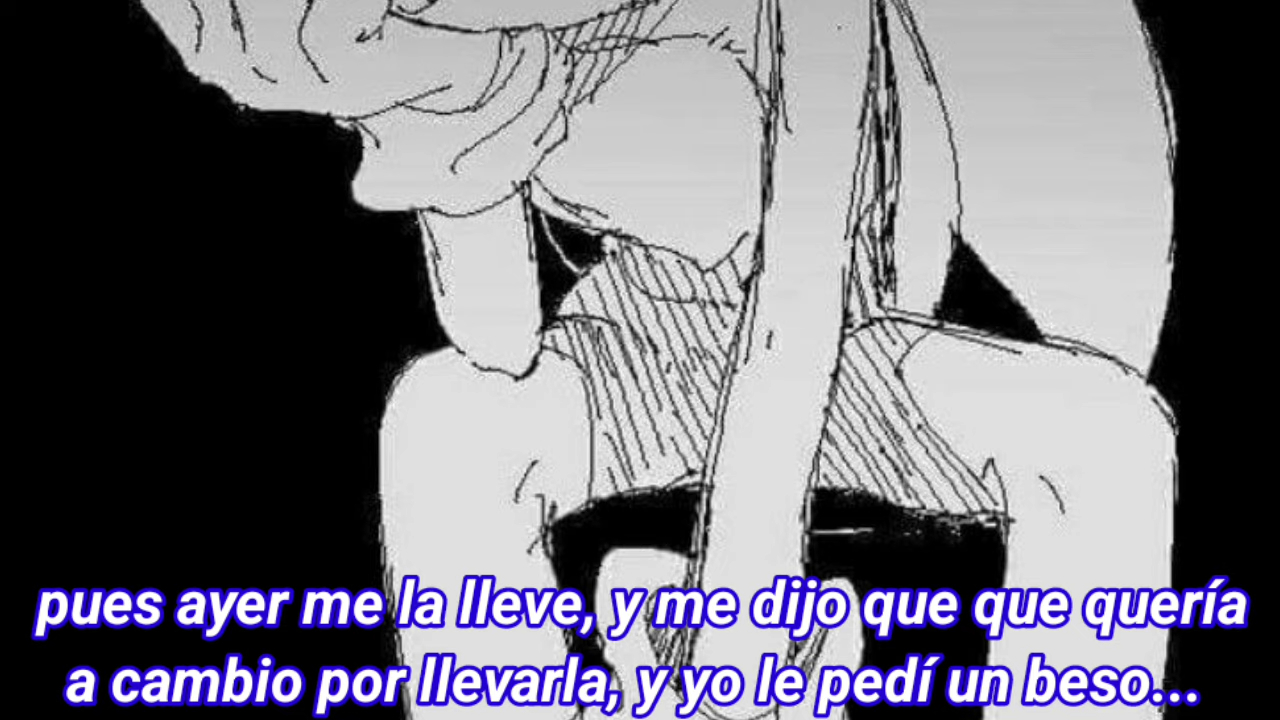 pues ayer me la lleve, y me dijo que que quería
a cambio por llevarla, y yo le pedí un beso...